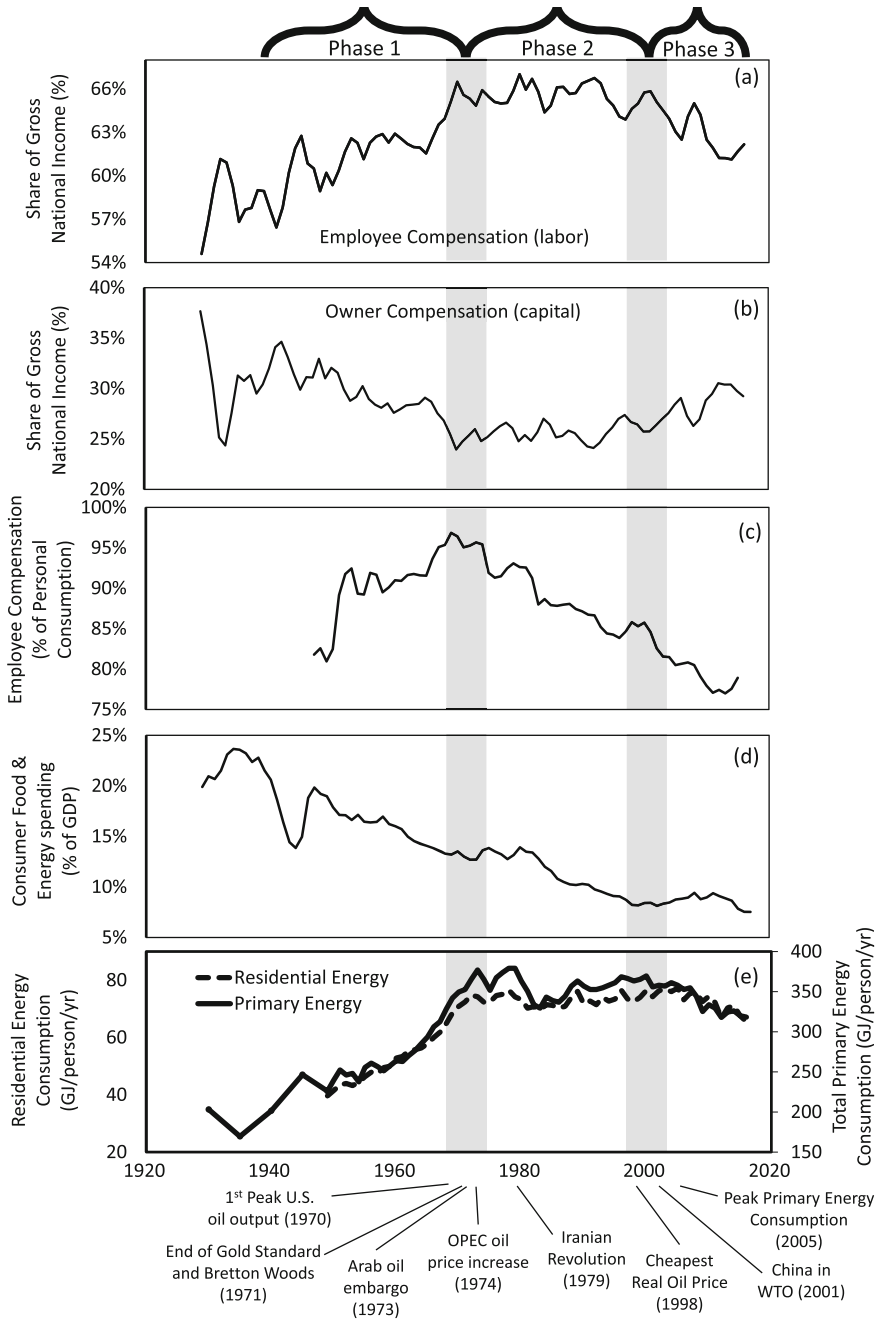 Phase 1
Phase 2
Phase 3
(a)
Share of Gross
National Income (%)
66%
63%
60%
57%
54%
Employee Compensation (labor)
(b)
Share of Gross
National Income (%)
40%
35%
30%
25%
20%
Owner Compensation (capital)
(c)
Employee Compensation
(% of Personal
Consumption)
100%
95%
90%
85%
80%
75%
(d)
Consumer Food &
Energy spending
(% of GDP)
25%
20%
15%
10%
5%
(e)
Residential Energy
Consumption
(GJ/person/yr)
80
60
40
20
Residential Energy
Primary Energy
400
350
300
250
200
150
Total Primary Energy
Consumption (GJ/person/yr)
1920
1940
1960
1980
2000
2020
1st Peak U.S.
oil output (1970)
End of Gold Standard
and Bretton Woods
(1971)
Arab oil
embargo
(1973)
OPEC oil
price increase
(1974)
Iranian
Revolution
(1979)
Cheapest
Real Oil Price
(1998)
China in
WTO (2001)
Peak Primary Energy
Consumption
(2005)